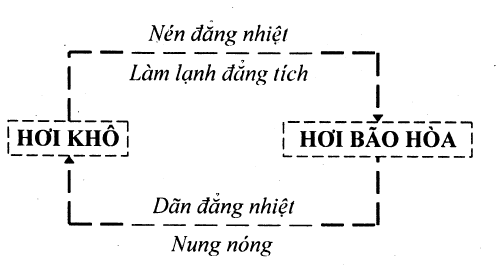 Nén đẳng nhiệt
Làm lạnh đẳng tích
HƠI KHÔ
HƠI BÃO HÒA
Dãn đẳng nhiệt
Nung nóng